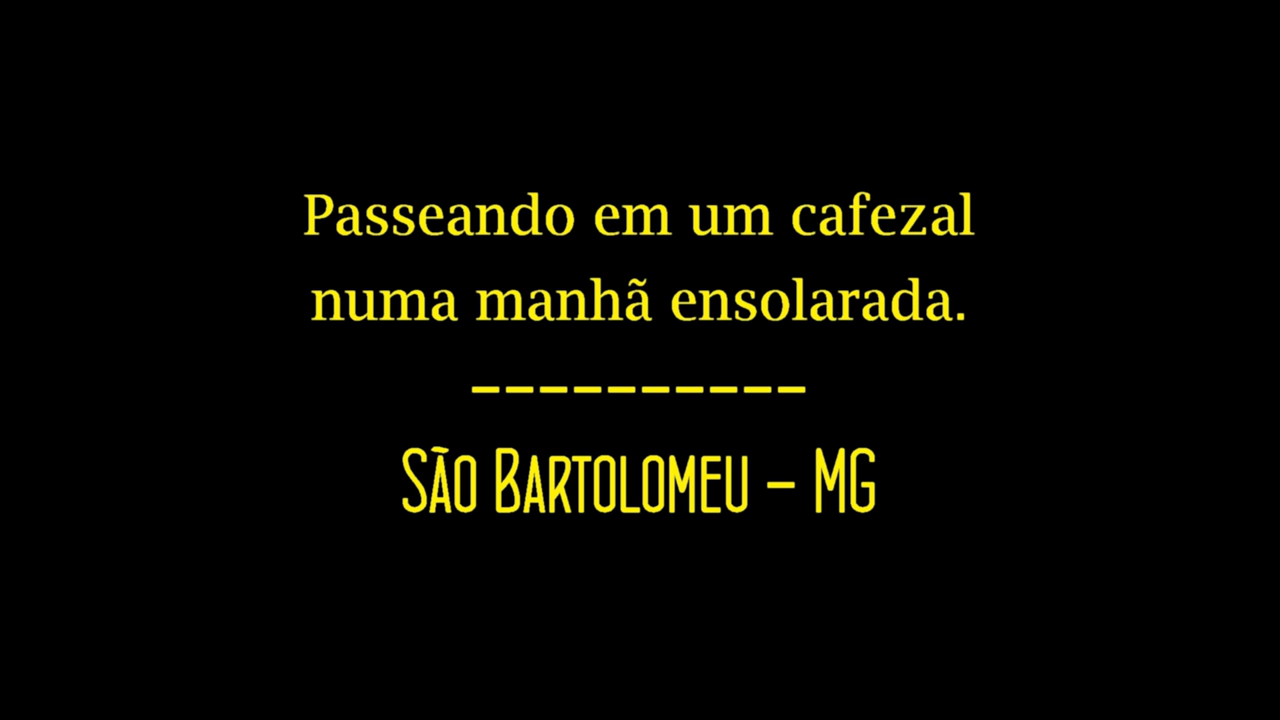 Passeando em um cafezal
numa manhã ensolarada.
----------
São Bartolomeu - MG